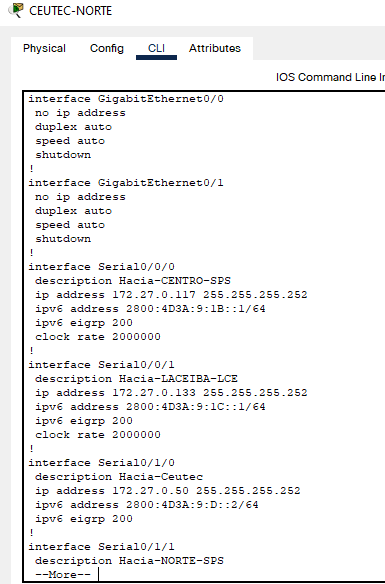 CEUTEC-NORTE
Physical Config CLI Attributes
IOS Command Line In
interface GigabitEthernet0/0
no ip address
duplex auto
speed auto
shutdown
!
interface GigabitEthernet0/1
no ip address
duplex auto
speed auto
shutdown
!
interface Serial0/0/0
description Hacia-CENTRO-SPS
ip address 172.27.0.117 255.255.255.252
ipv6 address 2800:4D3A:9:1B::1/64
ipv6 eigrp 200
clock rate 2000000
!
interface Serial0/0/1
description Hacia-LACEIBA-LCE
ip address 172.27.0.133 255.255.255.252
ipv6 address 2800:4D3A:9:1C::1/64
ipv6 eigrp 200
clock rate 2000000
!
interface Serial0/1/0
description Hacia-Ceutec
ip address 172.27.0.50 255.255.255.252
ipv6 address 2800:4D3A:9:D::2/64
ipv6 eigrp 200
!
interface Serial0/1/1
description Hacia-NORTE-SPS
--More--